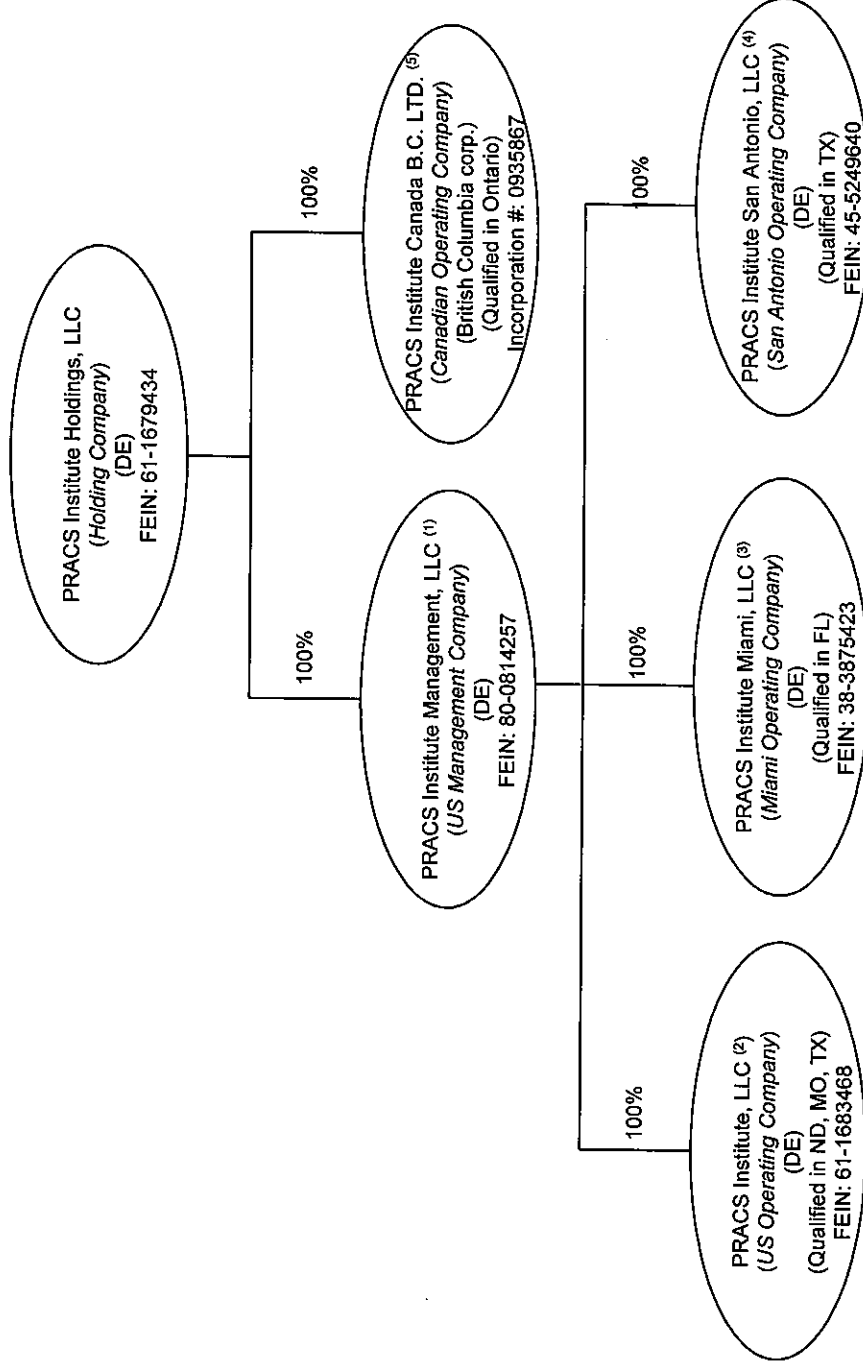 PRACS Institute Holdings, LLC
(Holding Company)
(DE)
FEIN: 61-1679434
100%
100%
PRACS Institute Management, LLC (1)
(US Management Company)
(DE)
FEIN: 80-0814257
PRACS Institute Canada B.C. LTD. (5)
(Canadian Operating Company)
(British Columbia corp.)
(Qualified in Ontario)
Incorporation #: 0935867
100%
100%
100%
PRACS Institute, LLC (2)
(US Operating Company)
(DE)
(Qualified in ND, MO, TX)
FEIN: 61-1683468
PRACS Institute Miami, LLC (3)
(Miami Operating Company)
(DE)
(Qualified in FL)
FEIN: 38-3875423
PRACS Institute San Antonio, LLC (4)
(San Antonio Operating Company)
(DE)
(Qualified in TX)
FEIN: 45-5249640